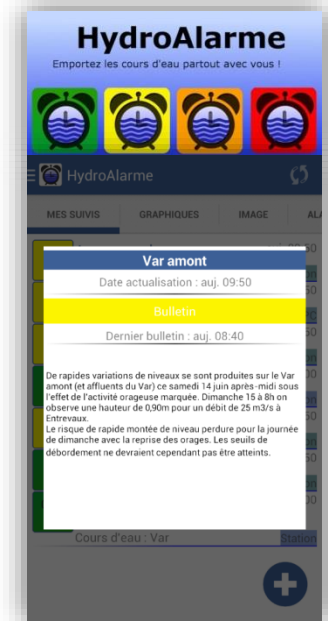 HydroAlarme
Emportez les cours d'eau partout avec vous !
HydroAlarme
MES SUIVIS GRAPHIQUES IMAGE
Var amont
Date actualisation : auj. 09:50
Bulletin
Dernier bulletin : auj. 08:40
De rapides variations de niveaux se sont produites sur le Var
amont (et affluents du Var) ce samedi 14 juin après-midi sous
l'effet de l'activité orageuse marquée. Dimanche 15 à 8h on
observe une hauteur de 0,90m pour un débit de 25 m3/s à
Entrevaux.
Le risque de rapide montée de niveau perdure pour la journée
de dimanche avec la reprise des orages. Les seuils de
débordement ne devraient cependant pas être atteints.
Cours d'eau : Var Station